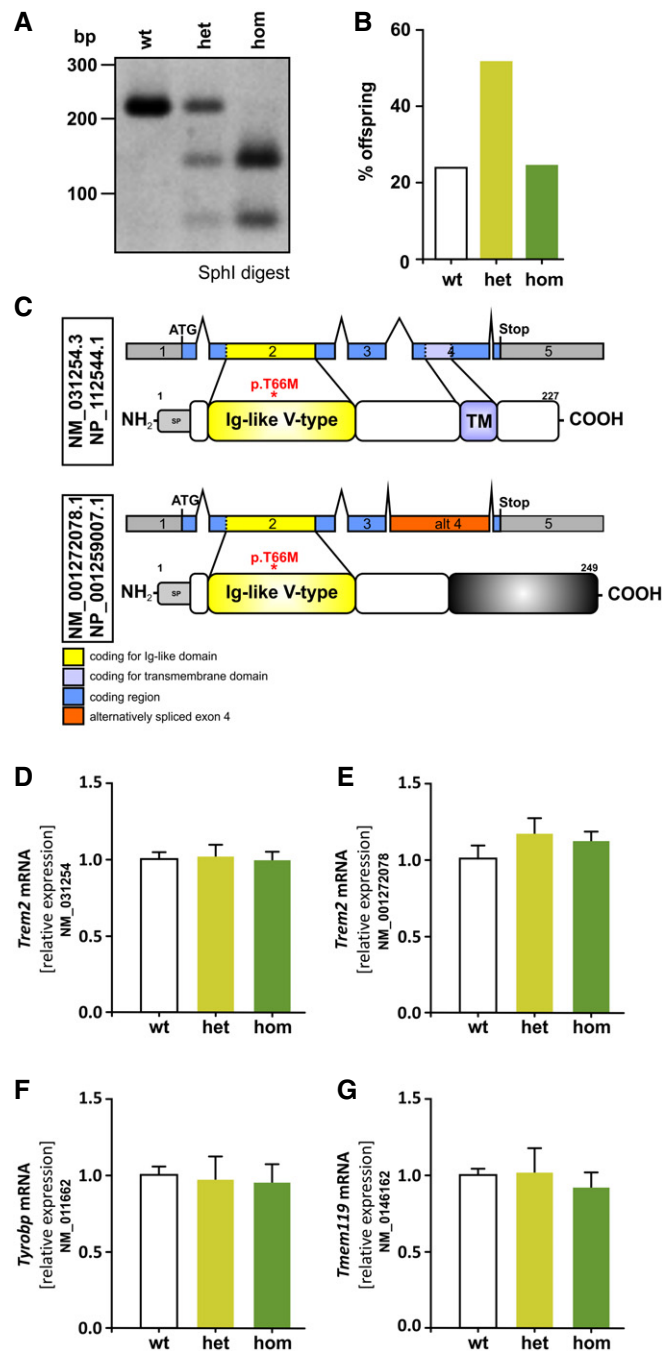 A
bp
wt
het
hom
300
200
100
SphI digest
B
% offspring
60
40
20
0
wt
het
hom
C
NM_031254.3
NP_112544.1
ATG
Stop
1
2
3
4
5
p.T66M
*
1
227
NH2
SP
Ig-like V-type
TM
COOH
NM_001272078.1
NP_001259007.1
ATG
Stop
1
2
3
alt 4
5
p.T66M
*
1
249
NH2
SP
Ig-like V-type
COOH
coding for Ig-like domain
coding for transmembrane domain
coding region
alternatively spliced exon 4
D
Trem2 mRNA
[relative expression]
NM_031254
1.5
1.0
0.5
0.0
wt
het
hom
E
Trem2 mRNA
[relative expression]
NM_001272078
1.5
1.0
0.5
0.0
wt
het
hom
F
Tyrobp mRNA
[relative expression]
NM_011662
1.5
1.0
0.5
0.0
wt
het
hom
G
Tmem119 mRNA
[relative expression]
NM_0146162
1.5
1.0
0.5
0.0
wt
het
hom